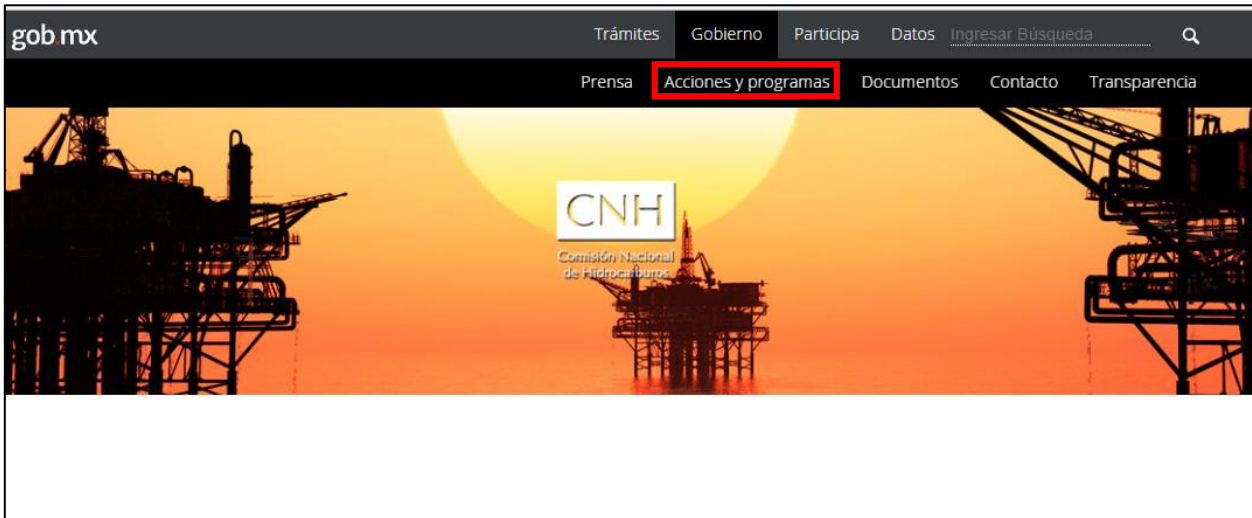 gob.mx Trámites Gobierno Participa Datos Ingresar Búsqueda
Prensa Acciones y programas Documentos Contacto Transparencia
CNH
Comisión Nacional
de Hidrocarburos